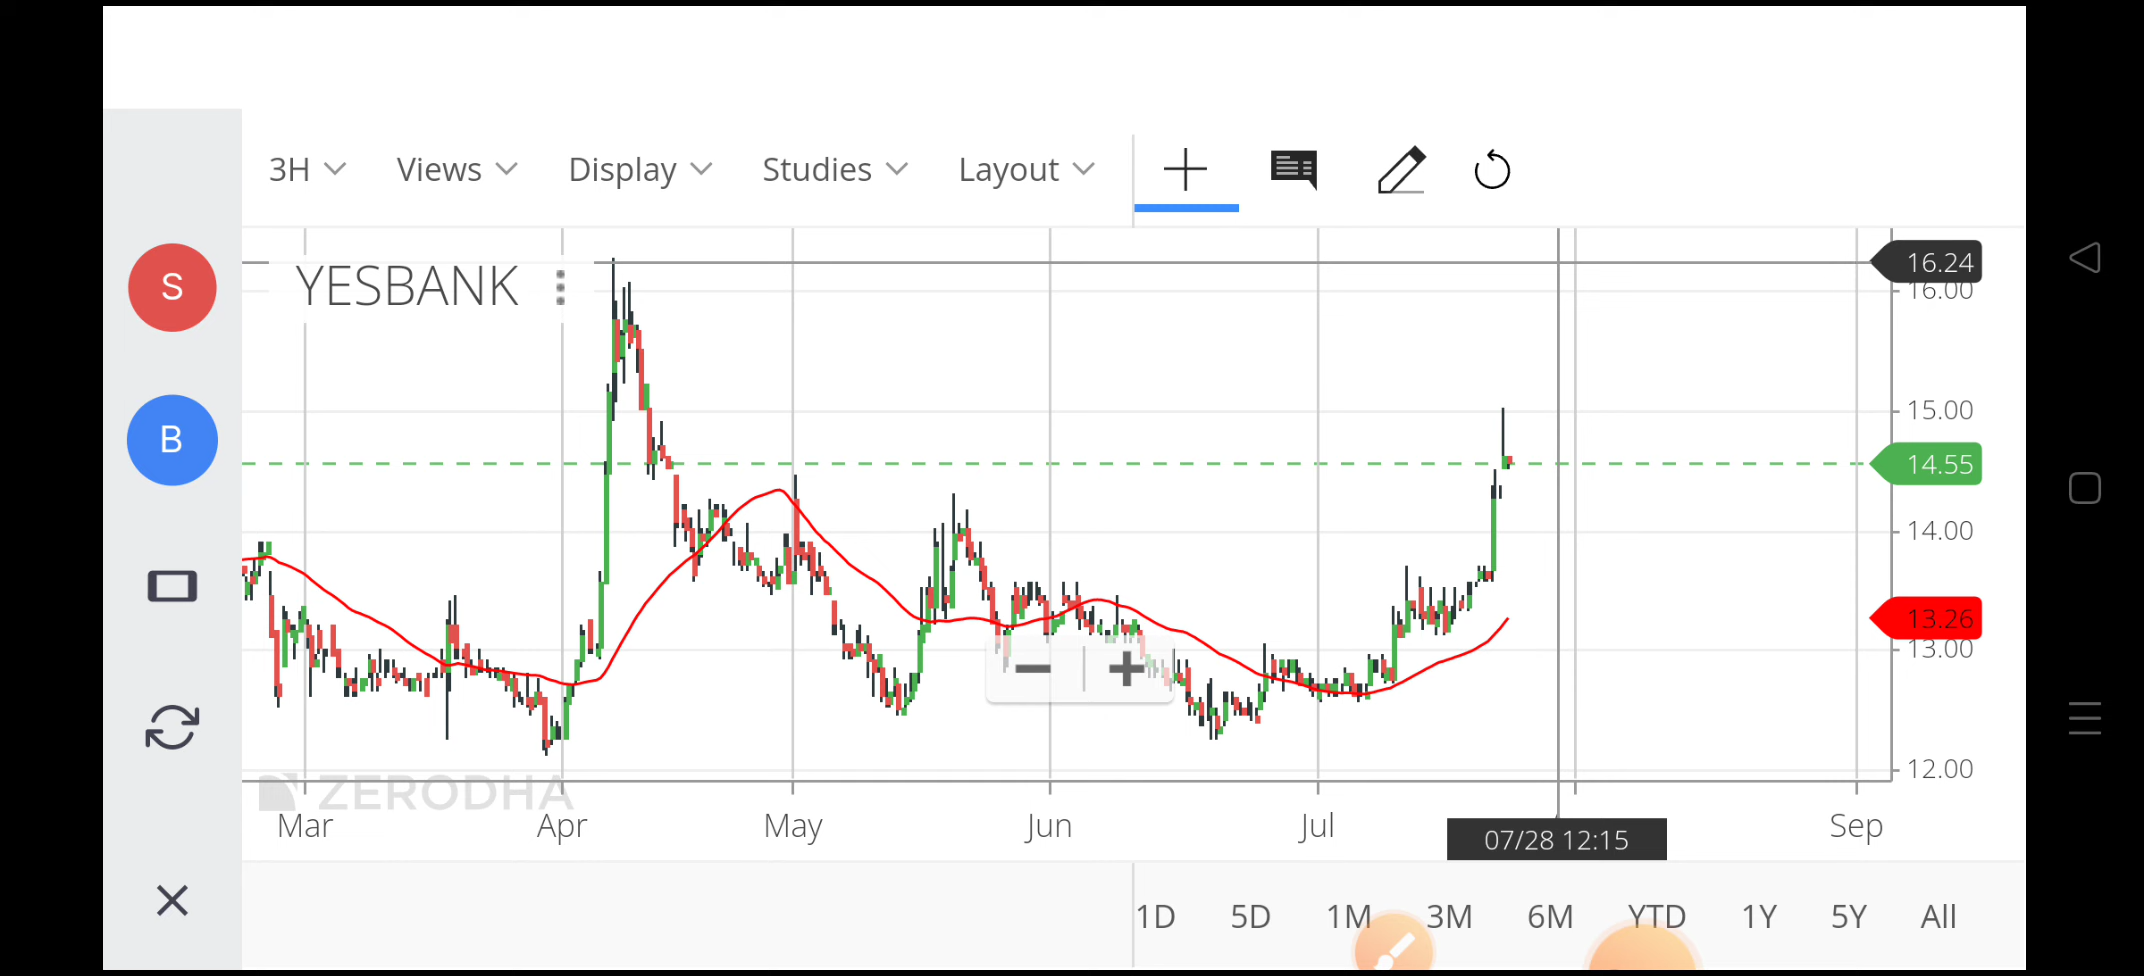 3H Views Display Studies Layout
S
B
YESBANK
16.24
16.00
15.00
14.55
14.00
13.26
13.00
12.00
ZERODHA
Mar Apr May Jun Jul Sep
07/28 12:15
1D 5D 1M 3M 6M YTD 1Y 5Y All